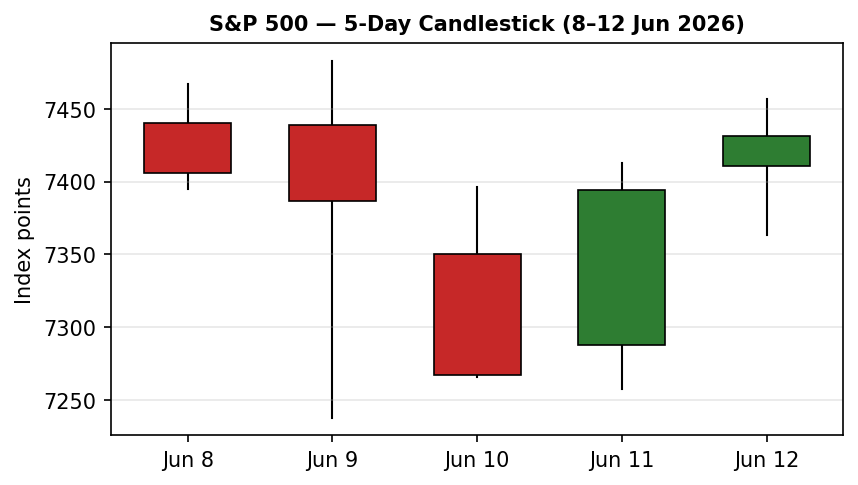 S&P 500 — 5-Day Candlestick (8–12 Jun 2026)
Index points
7450
7400
7350
7300
7250
Jun 8
Jun 9
Jun 10
Jun 11
Jun 12